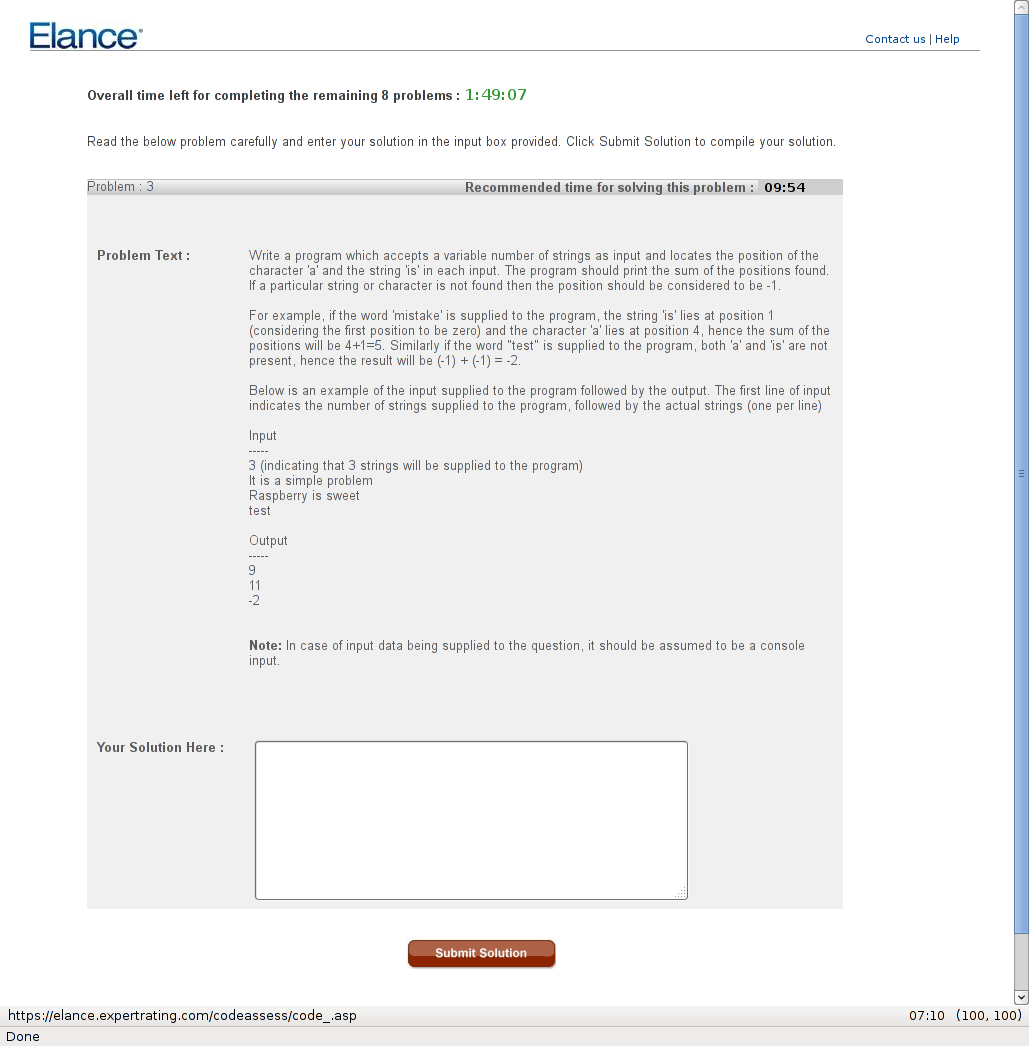 Elance
Contact us | Help
Overall time left for completing the remaining 8 problems : 1:49:07
Read the below problem carefully and enter your solution in the input box provided. Click Submit Solution to compile your solution.
Problem : 3 Recommended time for solving this problem : 09:54
Problem Text : Write a program which accepts a variable number of strings as input and locates the position of the
character 'a' and the string 'is' in each input. The program should print the sum of the positions found.
If a particular string or character is not found then the position should be considered to be -1.
For example, if the word 'mistake' is supplied to the program, the string 'is' lies at position 1
(considering the first position to be zero) and the character 'a' lies at position 4, hence the sum of the
positions will be 4+1=5. Similarly if the word "test" is supplied to the program, both 'a' and 'is' are not
present, hence the result will be (-1) + (-1) = -2.
Below is an example of the input supplied to the program followed by the output. The first line of input
indicates the number of strings supplied to the program, followed by the actual strings (one per line)
Input
-----
3 (indicating that 3 strings will be supplied to the program)
It is a simple problem
Raspberry is sweet
test
Output
-----
9
11
-2
Note: In case of input data being supplied to the question, it should be assumed to be a console
input.
Your Solution Here :
Submit Solution
https://elance.expertrating.com/codeassess/code_.asp 07:10 (100, 100)
Done